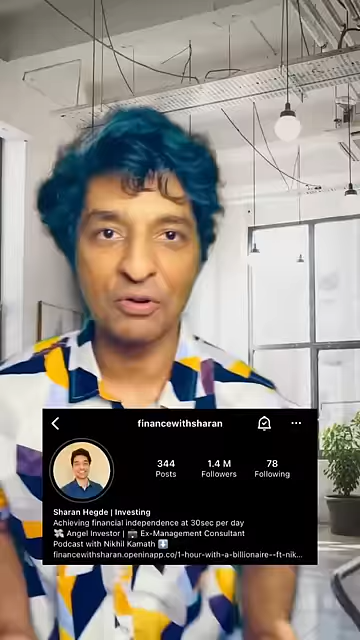 financewithsharan
344
Posts
1.4 M
Followers
78
Following
Sharan Hegde | Investing
Achieving financial independence at 30sec per day
💸 Angel Investor | 💼 Ex-Management Consultant
Podcast with Nikhil Kamath ⬇️
financewithsharan.openinapp.co/1-hour-with-a-billionaire--ft-nik...